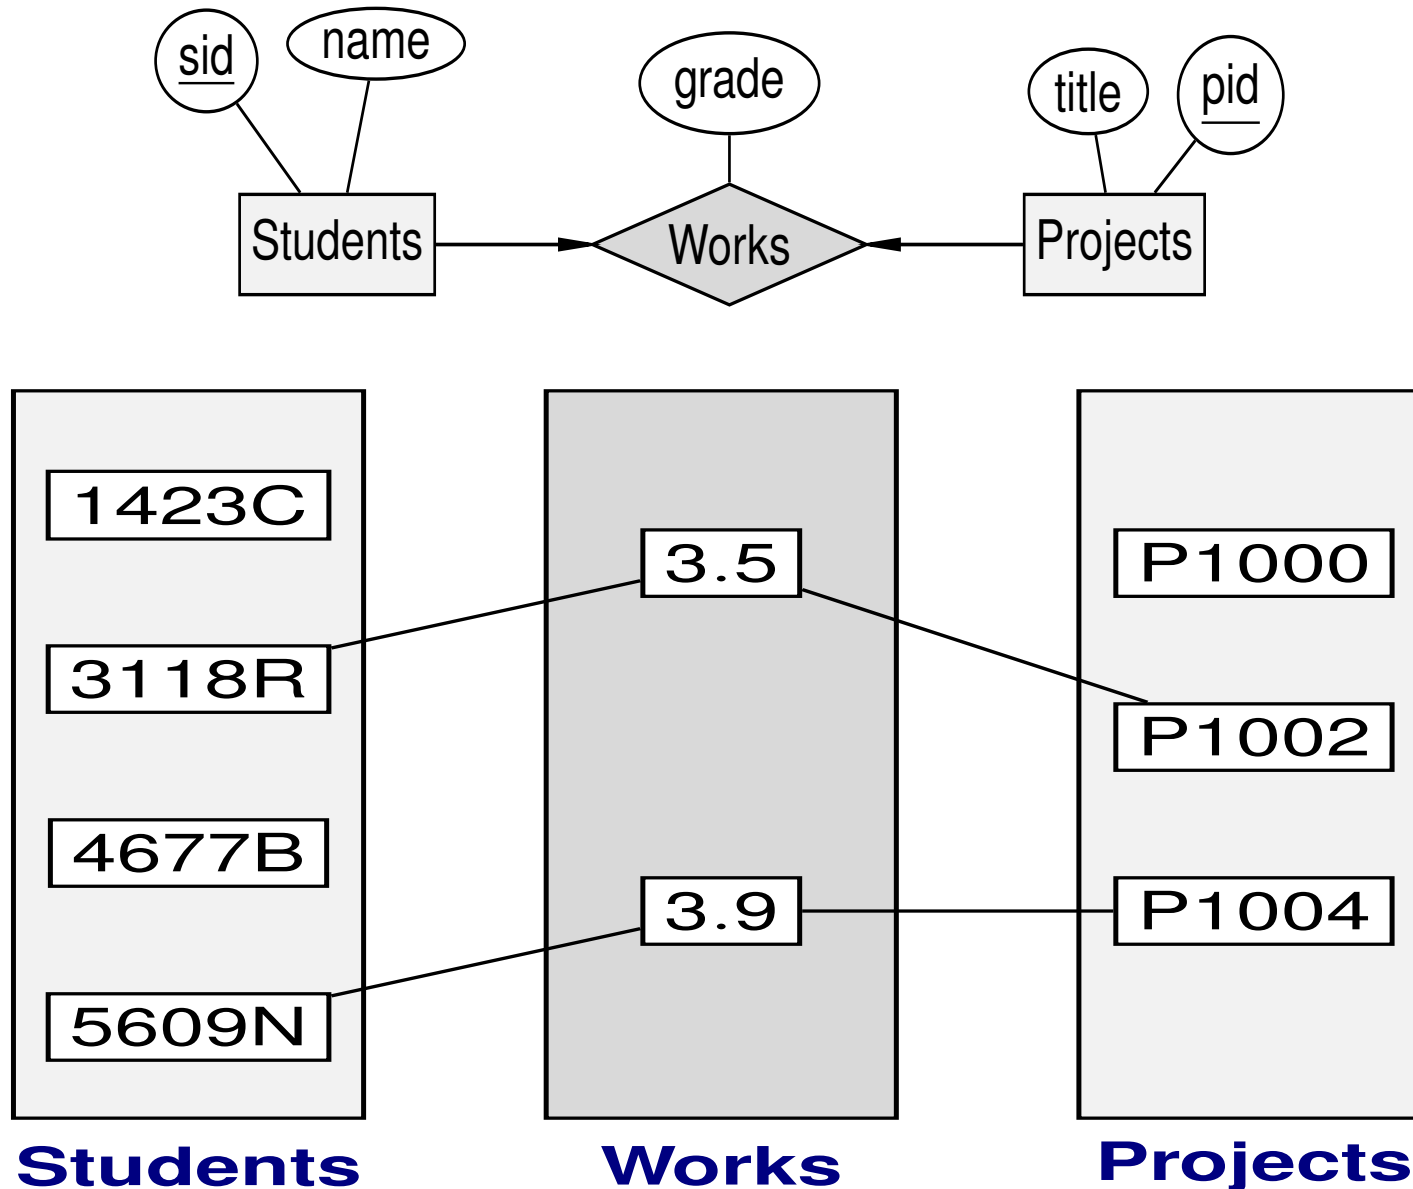 sid
name
grade
title
pid
Students
Works
Projects
1423C
3118R
4677B
5609N
3.5
3.9
P1000
P1002
P1004
Students
Works
Projects